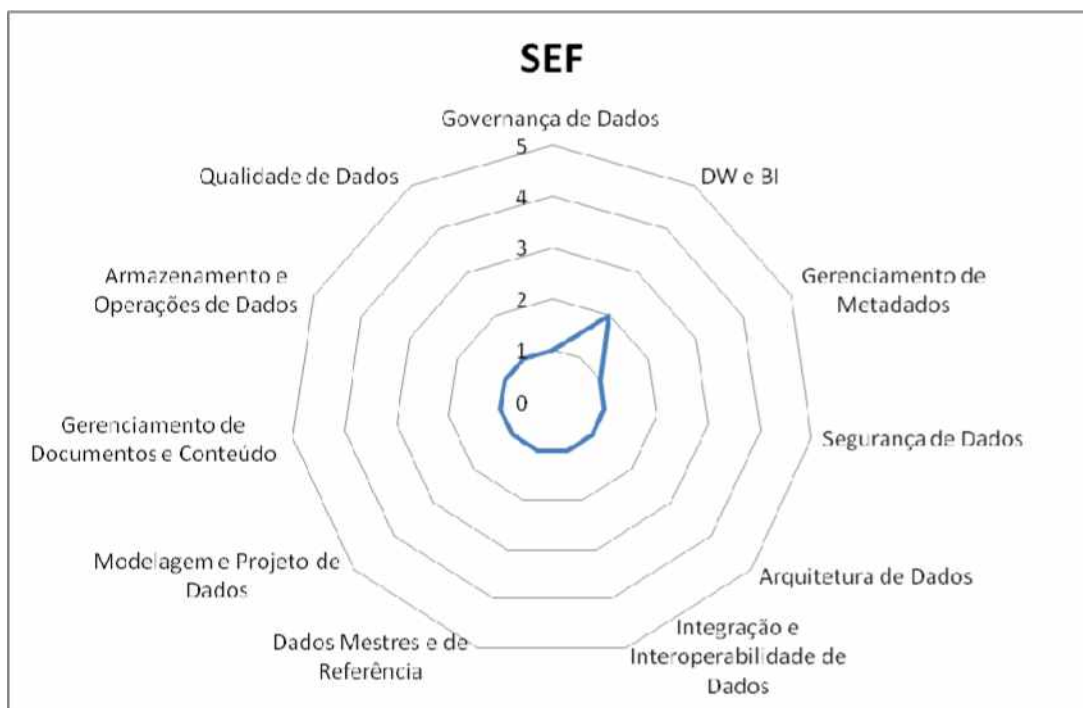 SEF
Governança de Dados
5
Qualidade de Dados
DW e BI
4
3
Armazenamento e
Operações de Dados
Gerenciamento de
Metadados
2
1
0
Gerenciamento de
Documentos e Conteúdo
Segurança de Dados
Modelagem e Projeto de
Dados
Arquitetura de Dados
Dados Mestres e de
Referência
Integração e
Interoperabilidade de
Dados